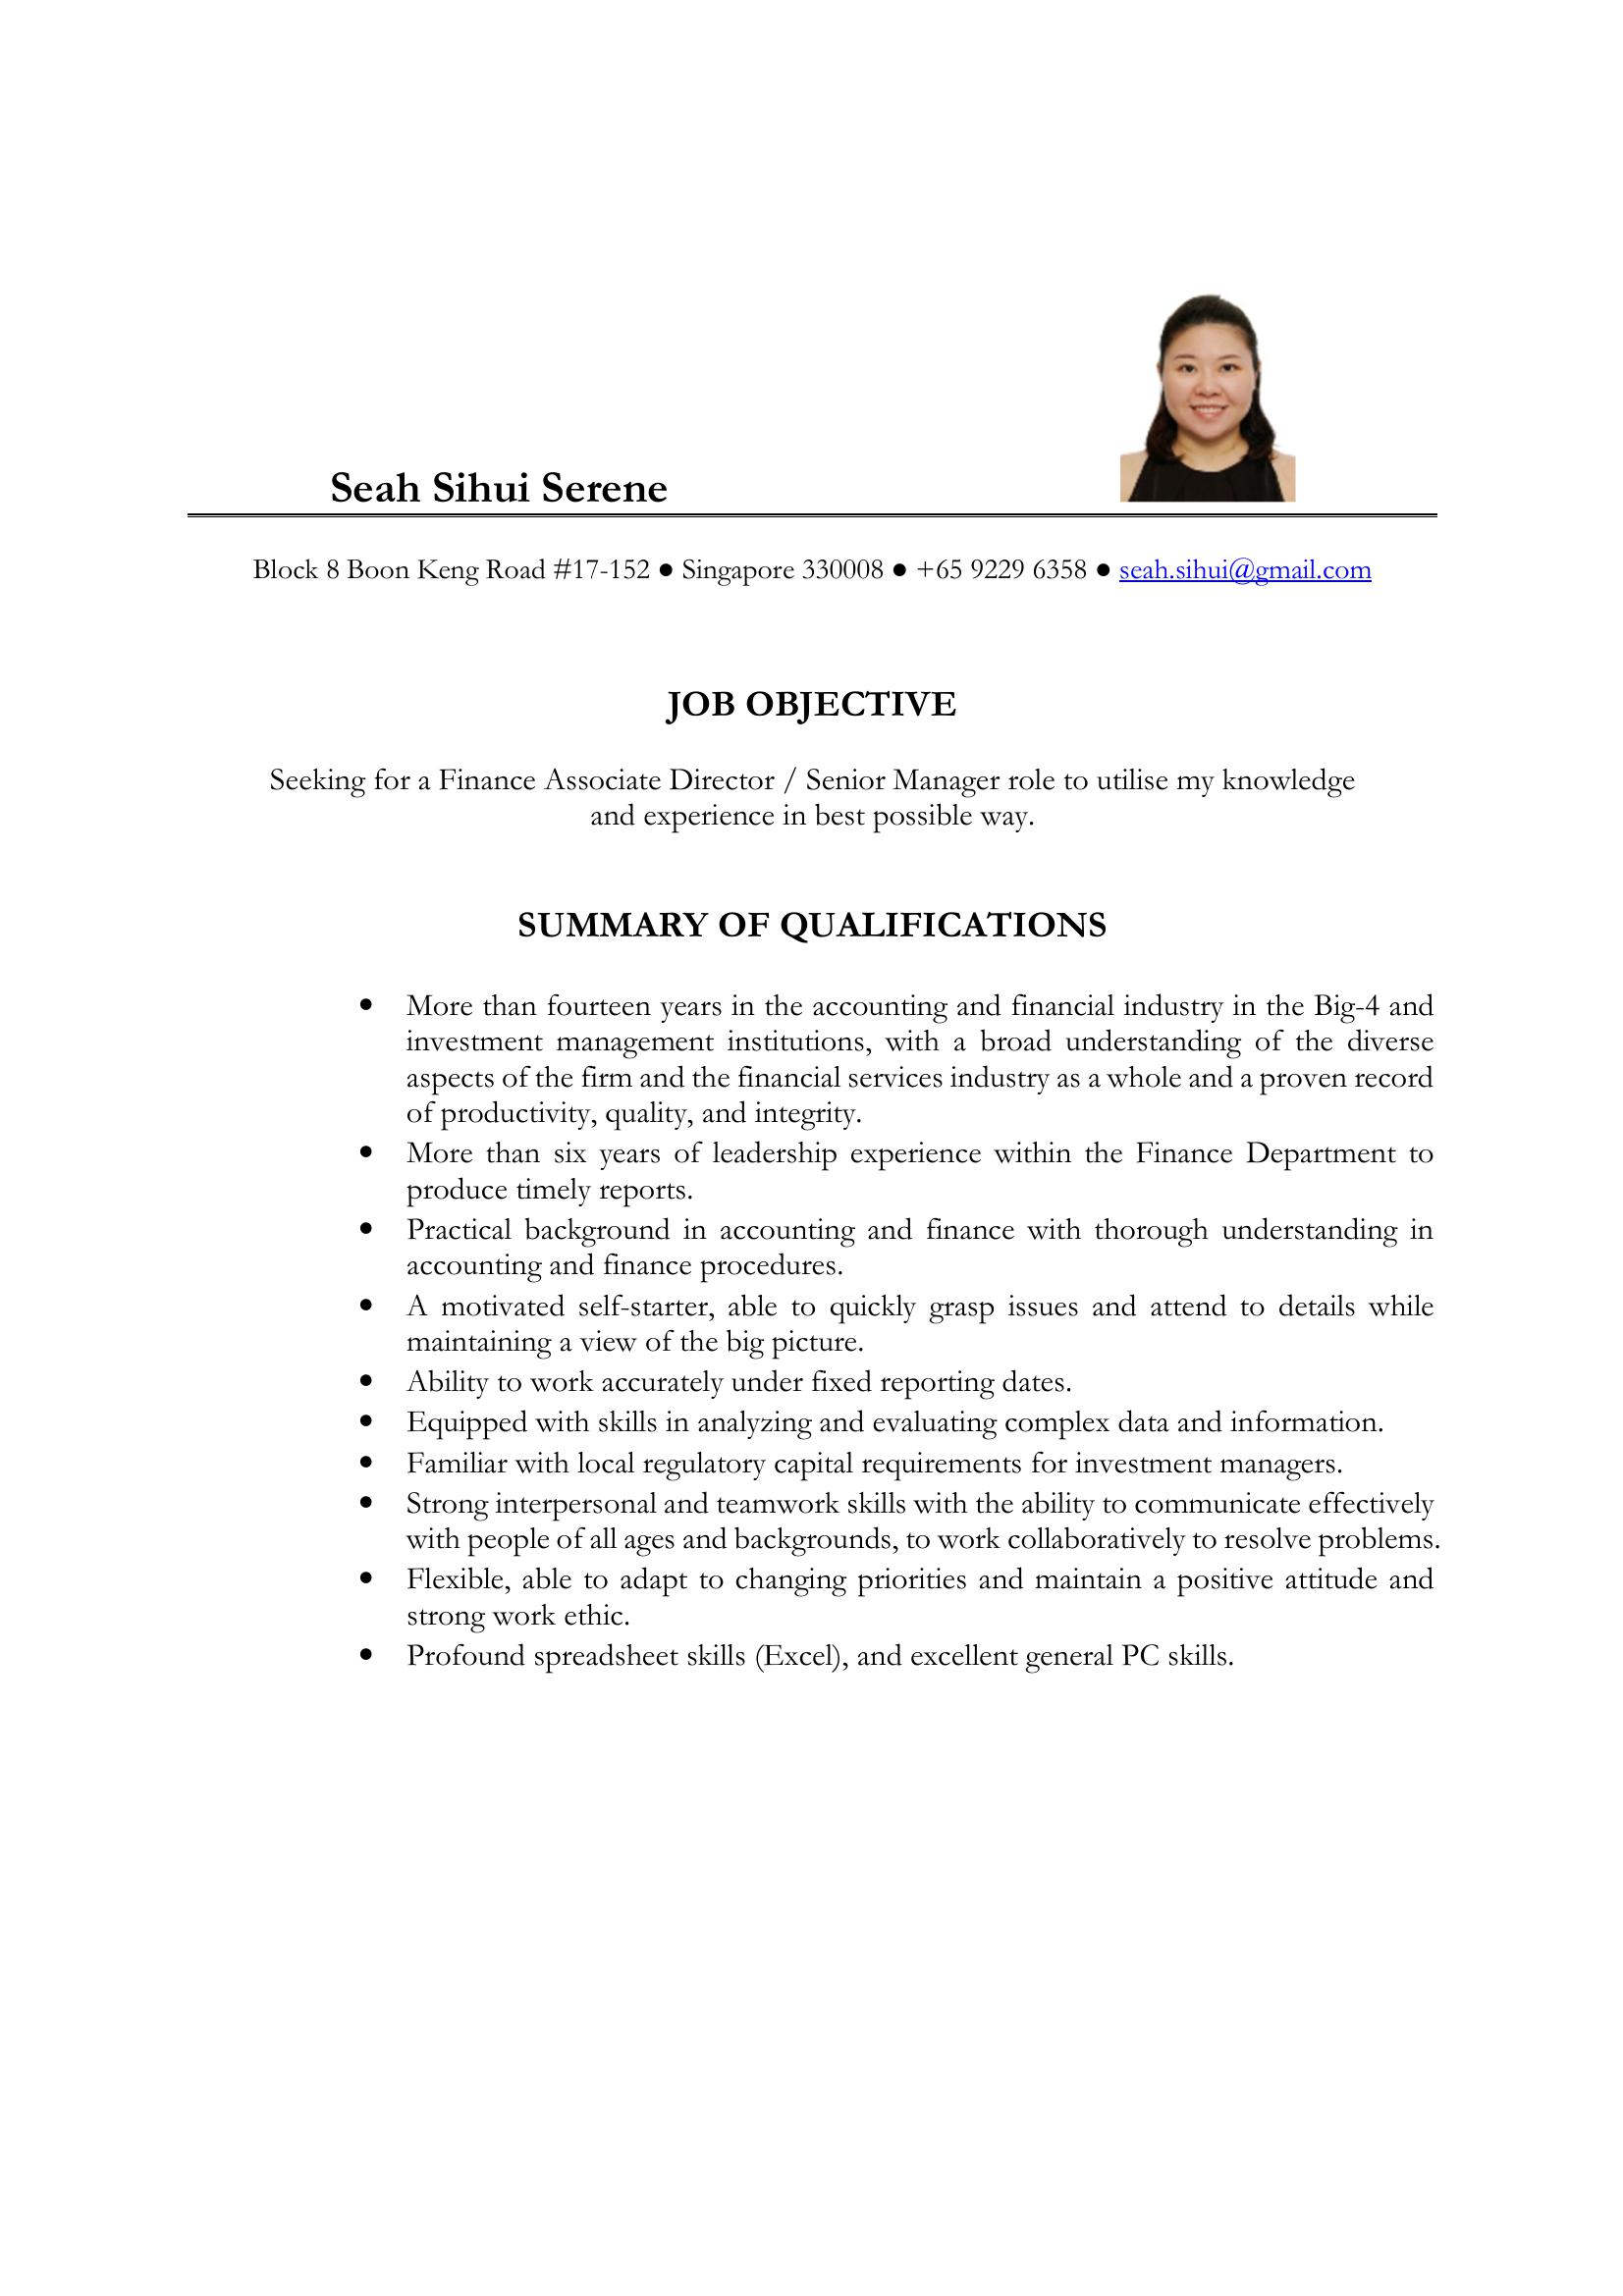 Seah Sihui Serene
Block 8 Boon Keng Road #17-152 ● Singapore 330008 ● +65 9229 6358 ● seah.sihui@gmail.com
JOB OBJECTIVE
Seeking for a Finance Associate Director / Senior Manager role to utilise my knowledge
and experience in best possible way.
SUMMARY OF QUALIFICATIONS
● More than fourteen years in the accounting and financial industry in the Big-4 and
investment management institutions, with a broad understanding of the diverse
aspects of the firm and the financial services industry as a whole and a proven record
of productivity, quality, and integrity.
● More than six years of leadership experience within the Finance Department to
produce timely reports.
● Practical background in accounting and finance with thorough understanding in
accounting and finance procedures.
● A motivated self-starter, able to quickly grasp issues and attend to details while
maintaining a view of the big picture.
● Ability to work accurately under fixed reporting dates.
● Equipped with skills in analyzing and evaluating complex data and information.
● Familiar with local regulatory capital requirements for investment managers.
● Strong interpersonal and teamwork skills with the ability to communicate effectively
with people of all ages and backgrounds, to work collaboratively to resolve problems.
● Flexible, able to adapt to changing priorities and maintain a positive attitude and
strong work ethic.
● Profound spreadsheet skills (Excel), and excellent general PC skills.